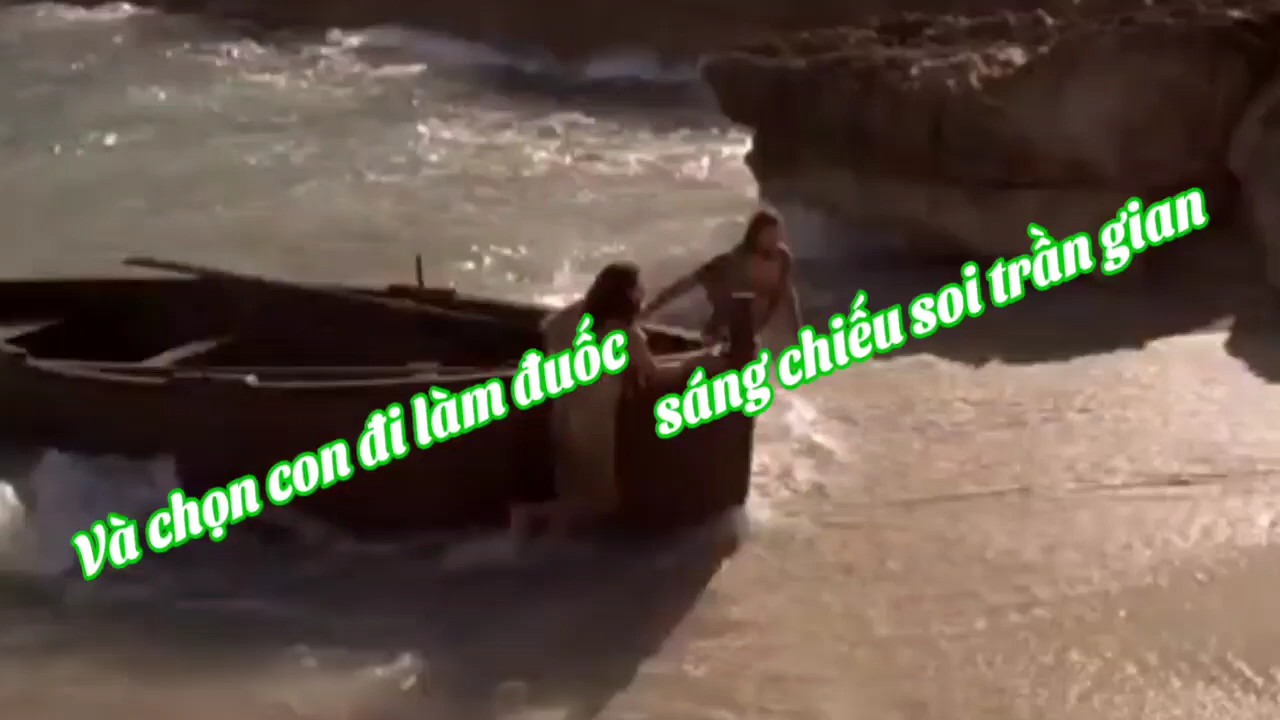 Và chọn con đi làm đuốc
sáng chiếu soi trần gian